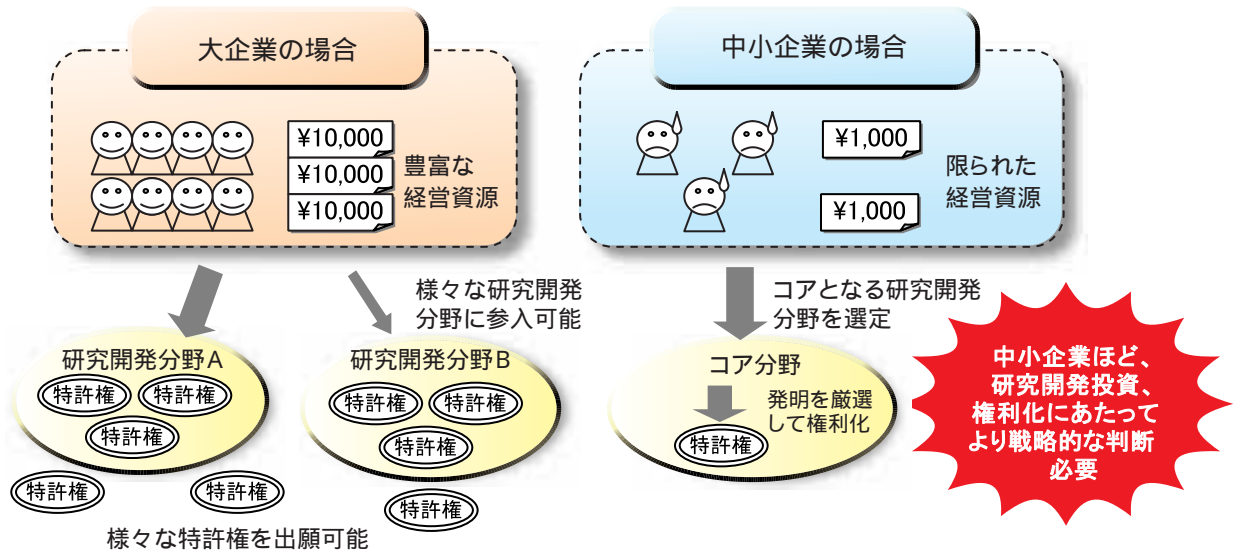 大企業の場合
¥10,000
¥10,000
¥10,000
豊富な
経営資源
様々な研究開発
分野に参入可能
研究開発分野A
特許権
特許権
特許権
特許権
特許権
研究開発分野B
特許権
特許権
特許権
特許権
様々な特許権を出願可能
中小企業の場合
¥1,000
¥1,000
限られた
経営資源
コアとなる研究開発
分野を選定
コア分野
発明を厳選
して権利化
特許権
中小企業ほど、
研究開発投資、
権利化にあたって
より戦略的な判断
必要